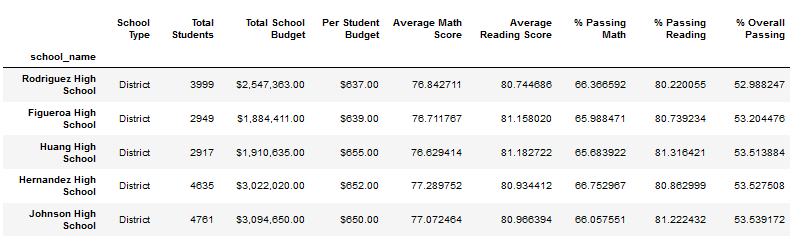 School Type Total Students Total School Budget Per Student Budget Average Math Score Average Reading Score % Passing Math % Passing Reading % Overall Passing
school_name
Rodriguez High School District 3999 $2,547,363.00 $637.00 76.842711 80.744686 66.366592 80.220055 52.988247
Figueroa High School District 2949 $1,884,411.00 $639.00 76.711767 81.158020 65.988471 80.739234 53.204476
Huang High School District 2917 $1,910,635.00 $655.00 76.629414 81.182722 65.683922 81.316421 53.513884
Hernandez High School District 4635 $3,022,020.00 $652.00 77.289752 80.934412 66.752967 80.862999 53.527508
Johnson High School District 4761 $3,094,650.00 $650.00 77.072464 80.966394 66.057551 81.222432 53.539172